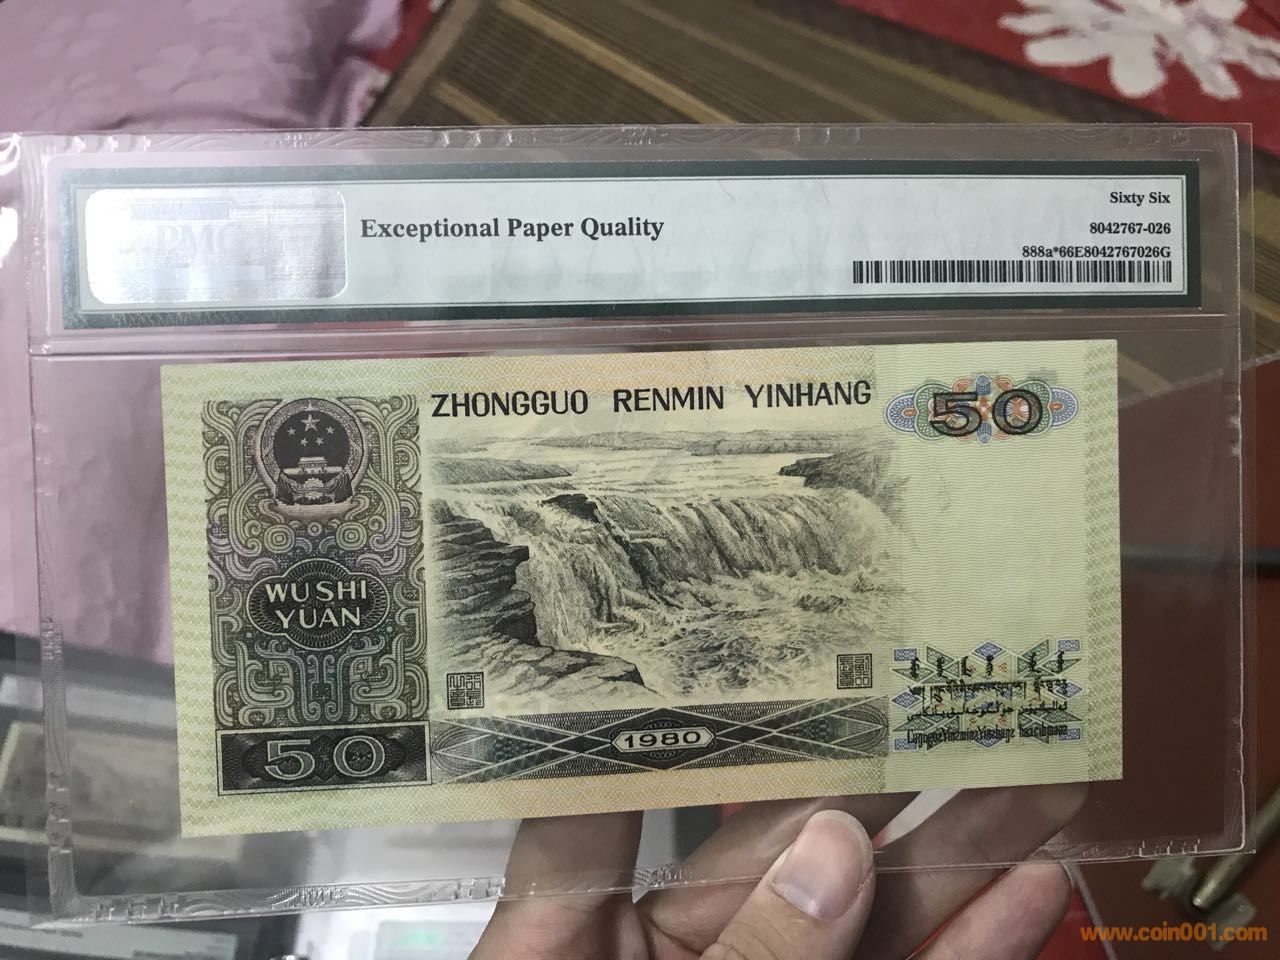 Sixty Six
PMG
Exceptional Paper Quality
8042767-026
888a*66E8042767026G
ZHONGGUO RENMIN YINHANG
50
WU SHI
YUAN
50
1980
www.coin001.com